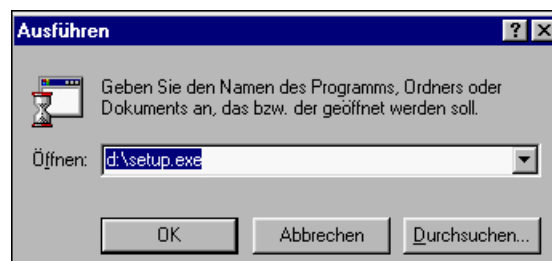 Ausführen
Geben Sie den Namen des Programms, Ordners oder
Dokuments an, das bzw. der geöffnet werden soll.
Öffnen: d:\setup.exe
OK Abbrechen Durchsuchen...